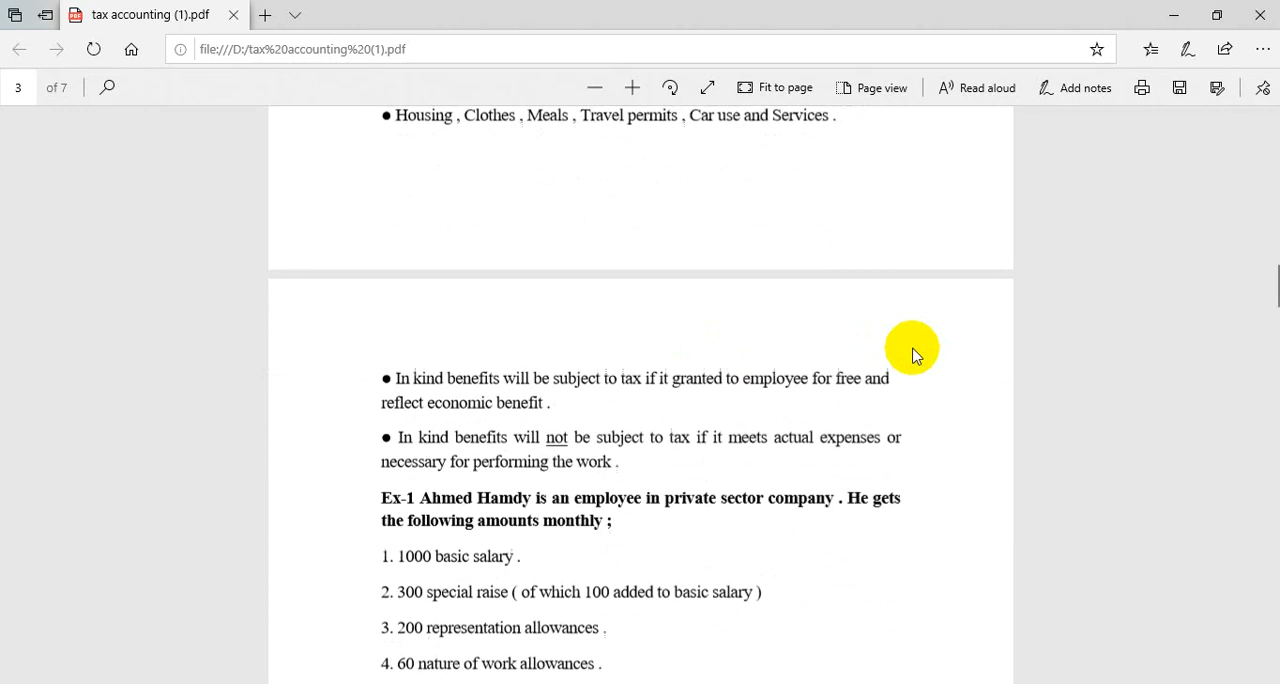 tax accounting (1).pdf
file:///D:/tax%20accounting%20(1).pdf
3 of 7 Fit to page Page view Read aloud Add notes
● Housing , Clothes , Meals , Travel permits , Car use and Services .
● In kind benefits will be subject to tax if it granted to employee for free and
reflect economic benefit .
● In kind benefits will not be subject to tax if it meets actual expenses or
necessary for performing the work .
Ex-1 Ahmed Hamdy is an employee in private sector company . He gets
the following amounts monthly ;
1. 1000 basic salary .
2. 300 special raise ( of which 100 added to basic salary )
3. 200 representation allowances .
4. 60 nature of work allowances .